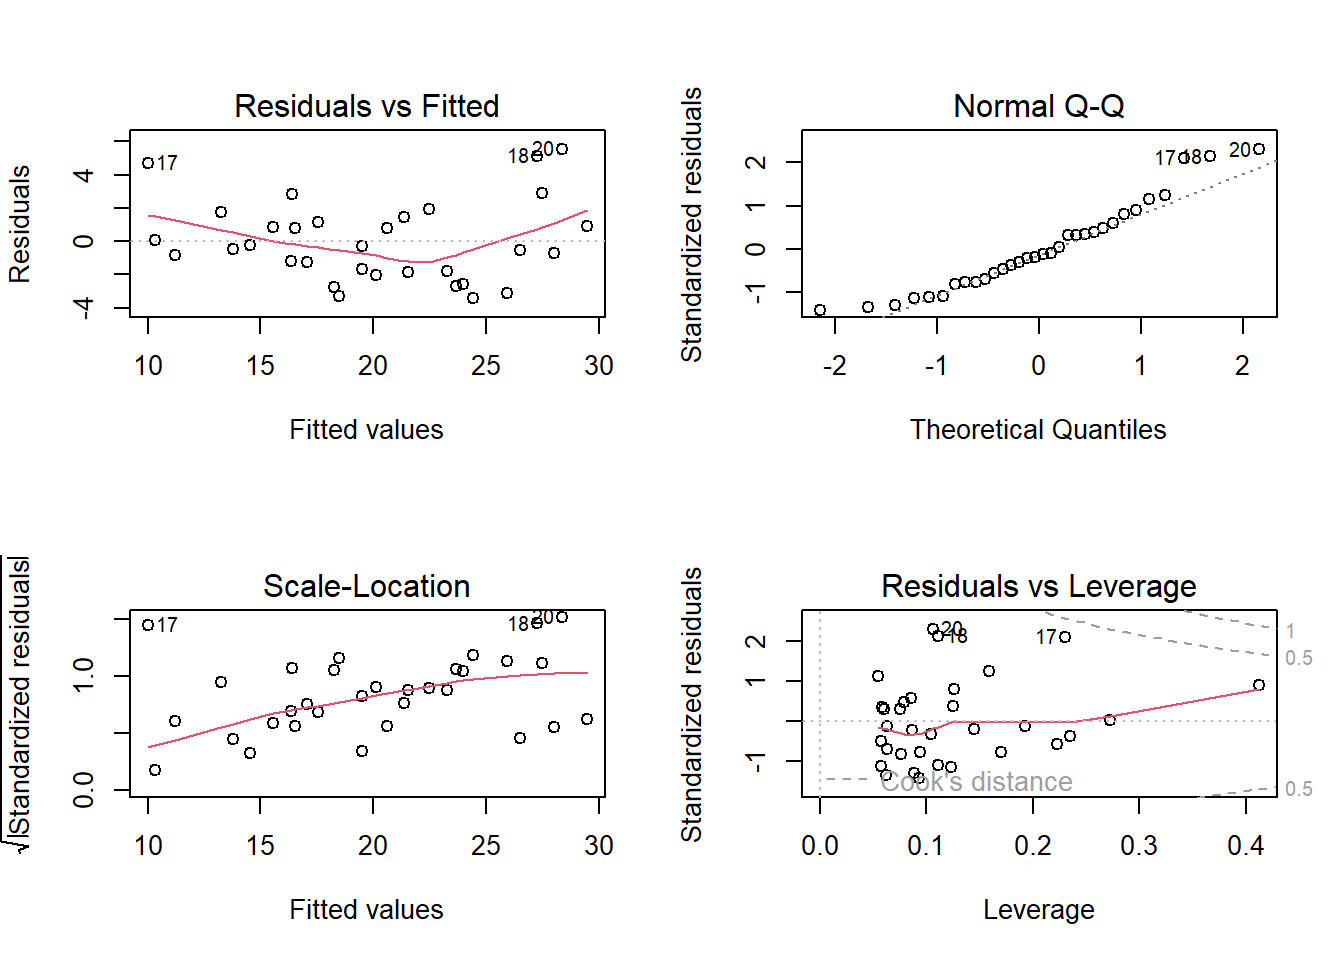 Residuals vs Fitted
Residuals
4
0
-4
17
18
20
10 15 20 25 30
Fitted values
Normal Q-Q
Standardized residuals
2
1
0
-1
17 18 20
-2 -1 0 1 2
Theoretical Quantiles
Scale-Location
√|Standardized residuals|
1.0
0.0
17
18
20
10 15 20 25 30
Fitted values
Residuals vs Leverage
Standardized residuals
2
1
-1
20
18
17
1
0.5
0.5
Cook's distance
0.0 0.1 0.2 0.3 0.4
Leverage